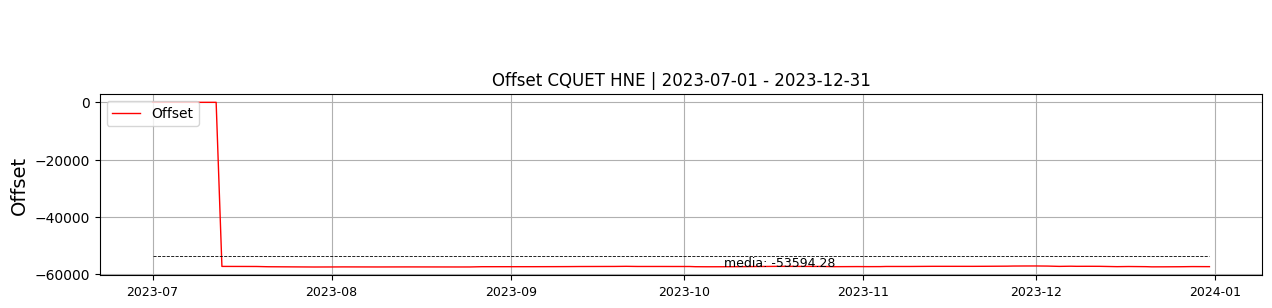 Offset CQUET HNE | 2023-07-01 - 2023-12-31
Offset
0
−20000
−40000
−60000
Offset
media: -53594.28
2023-07
2023-08
2023-09
2023-10
2023-11
2023-12
2024-01